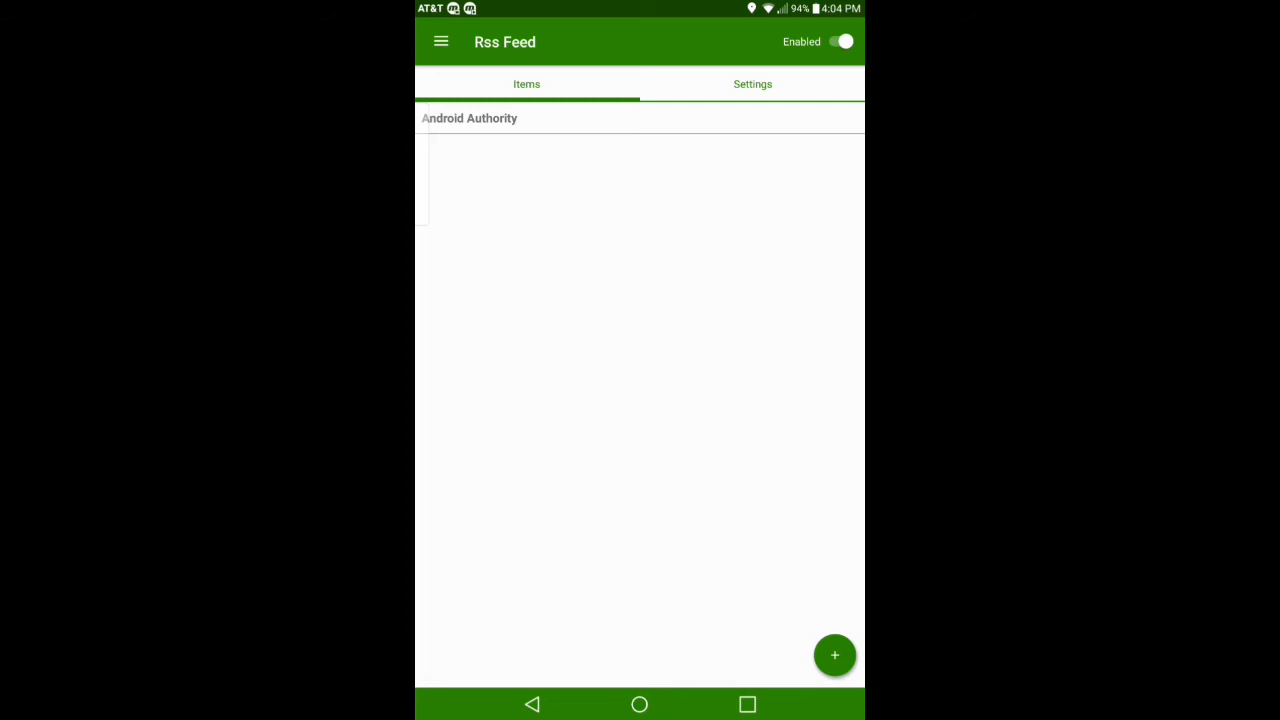 AT&T 94% 4:04 PM
Rss Feed Enabled
Items Settings
Android Authority
+